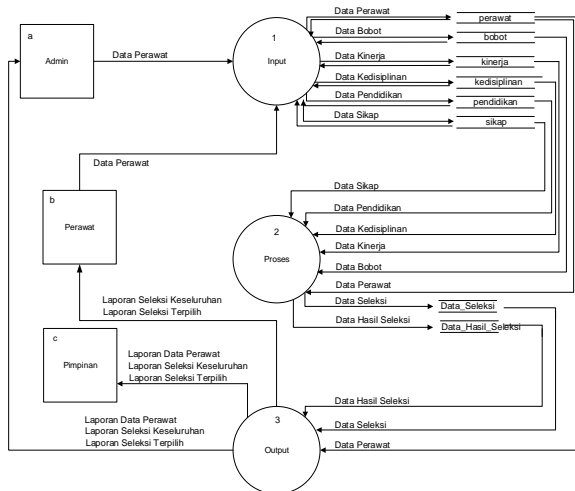 a
Admin
Data Perawat
1
Input
Data Perawat
perawat
Data Bobot
bobot
Data Kinerja
kinerja
Data Kedisiplinan
kedisiplinan
Data Pendidikan
pendidikan
Data Sikap
sikap
Data Perawat
b
Perawat
Data Sikap
Data Pendidikan
Data Kedisiplinan
Data Kinerja
Data Bobot
Data Perawat
2
Proses
Data Seleksi
Data_Seleksi
Data Hasil Seleksi
Data_Hasil_Seleksi
Laporan Seleksi Keseluruhan
Laporan Seleksi Terpilih
c
Pimpinan
Laporan Data Perawat
Laporan Seleksi Keseluruhan
Laporan Seleksi Terpilih
Laporan Data Perawat
Laporan Seleksi Keseluruhan
Laporan Seleksi Terpilih
3
Output
Data Hasil Seleksi
Data Seleksi
Data Perawat